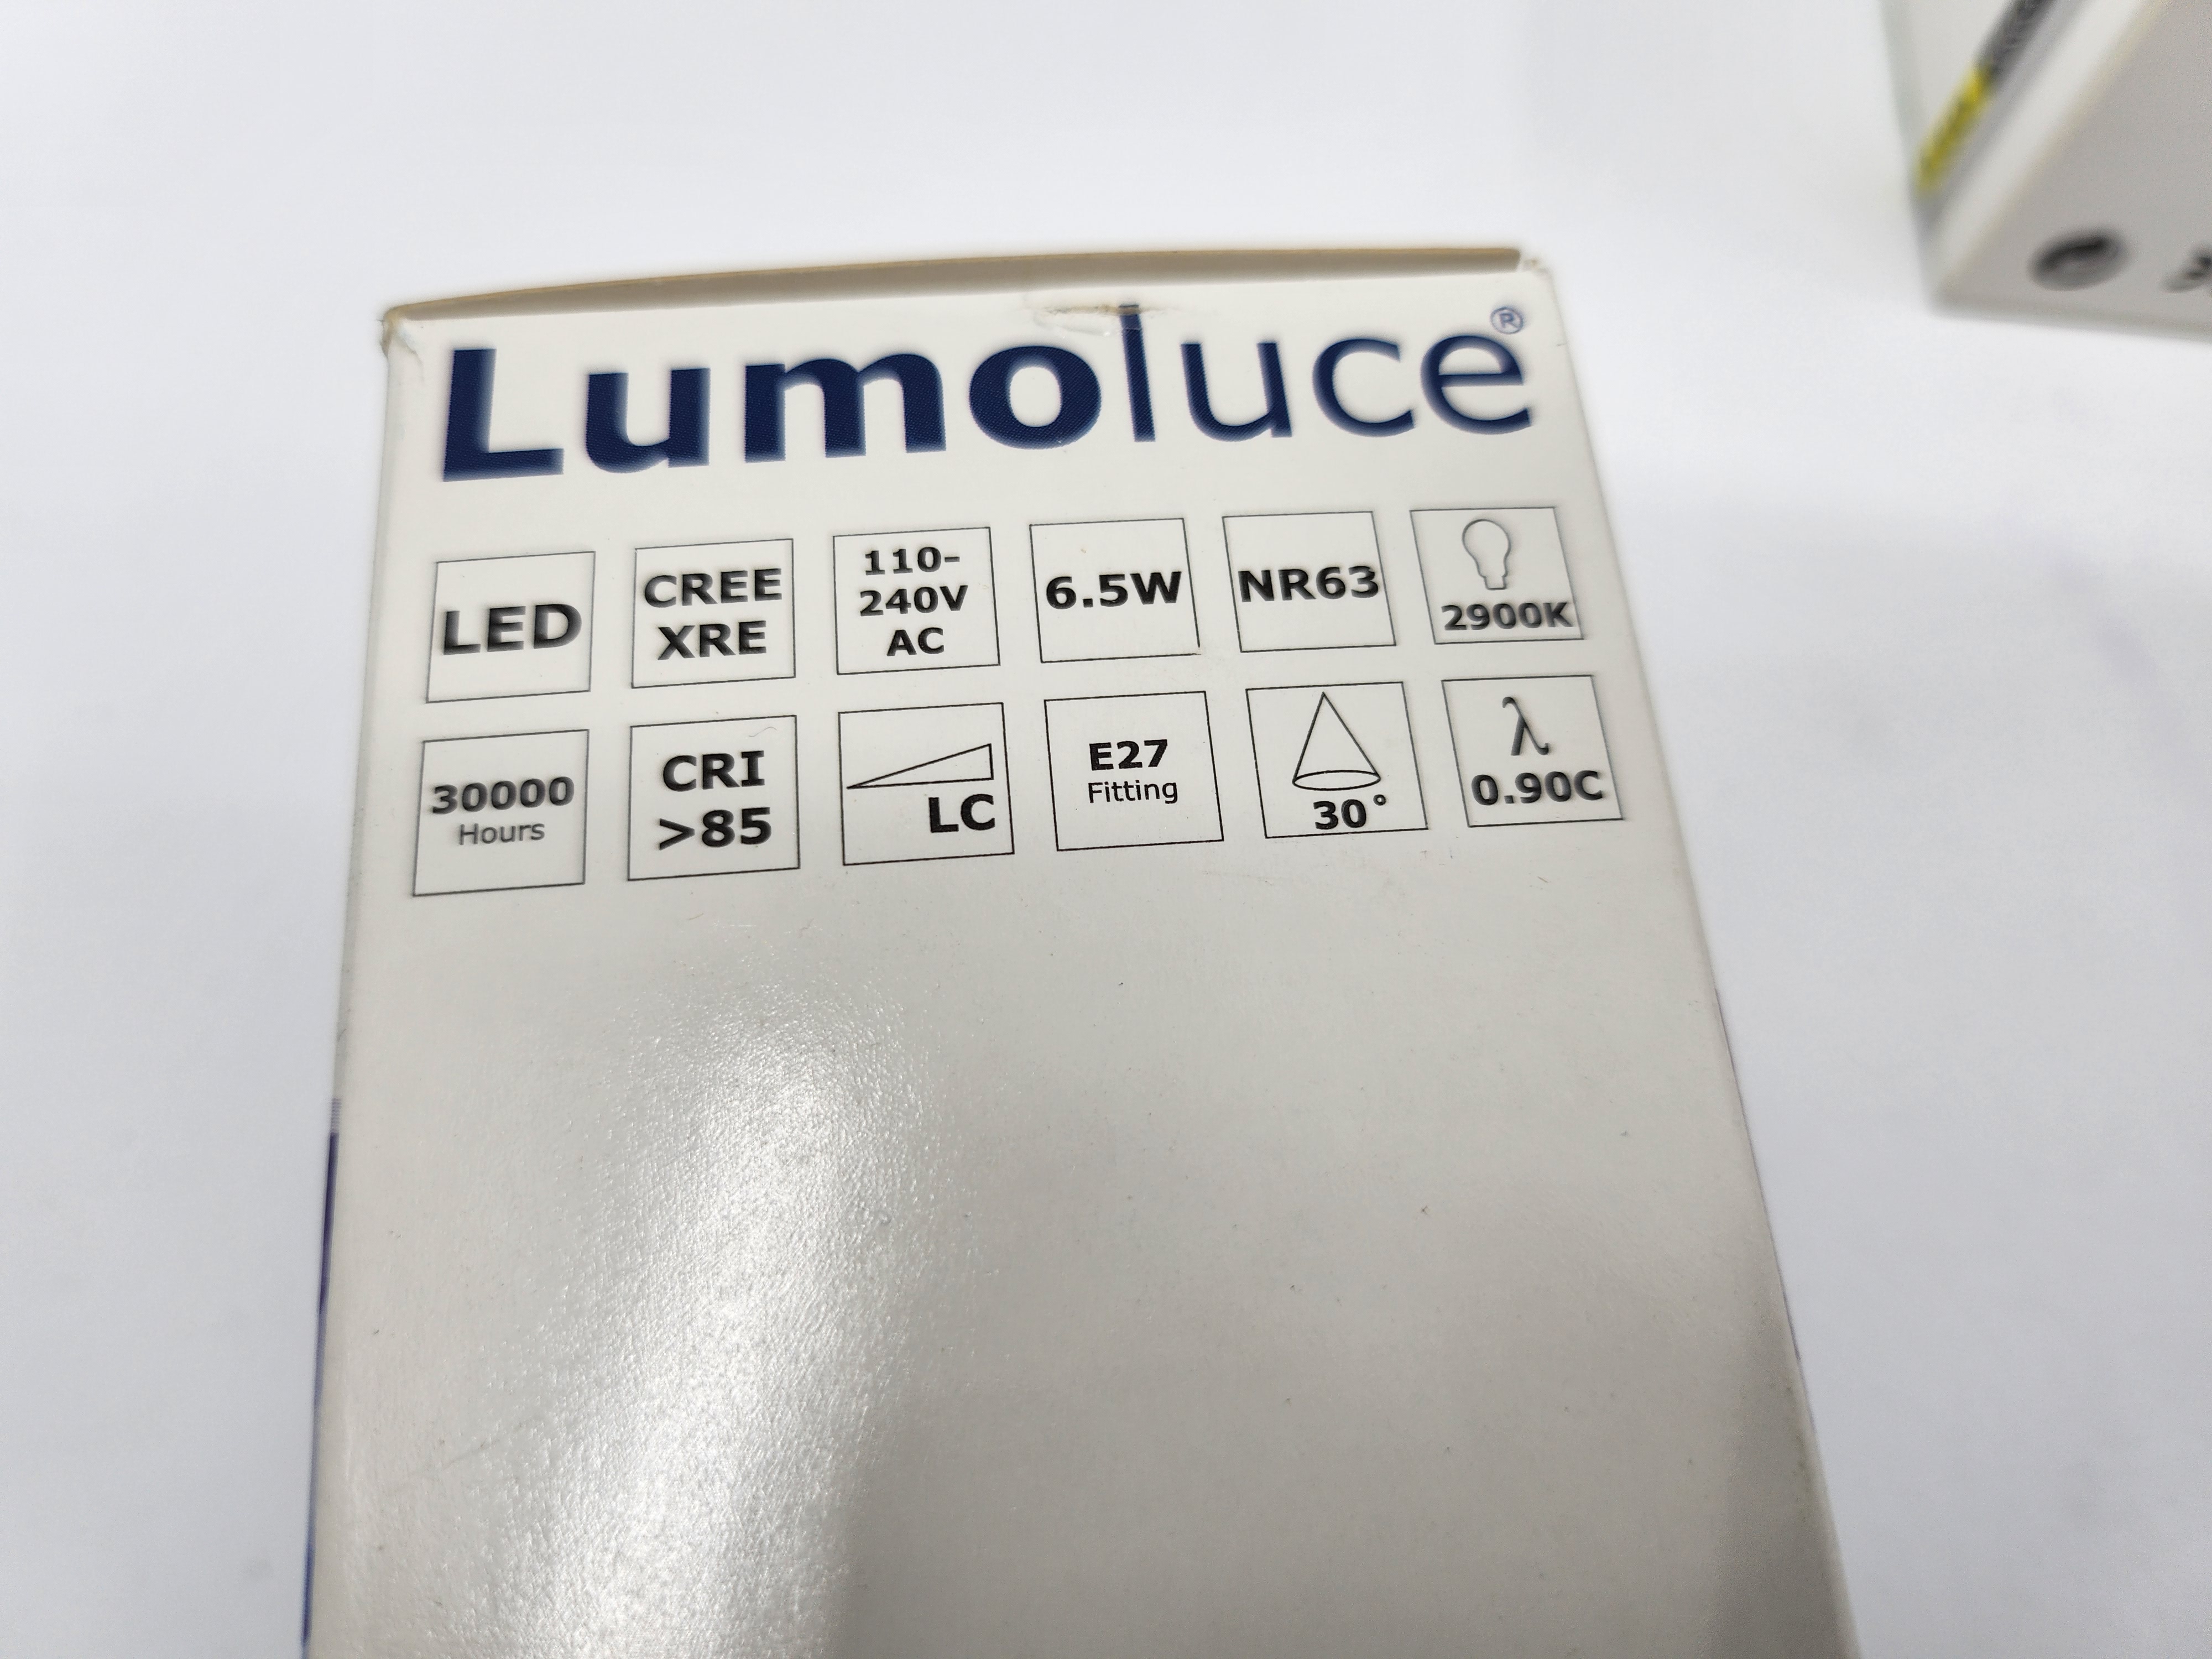 Lumoluce®
LED
CREE
XRE
110-
240V
AC
6.5W
NR63
2900K
30000
Hours
CRI
>85
LC
E27
Fitting
30°
λ
0.90C